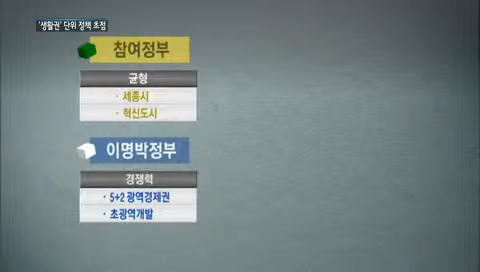 '생활권' 단위 정책 초점
참여정부
균형
· 세종시
· 혁신도시
이명박정부
경쟁력
· 5+2 광역경제권
· 초광역개발